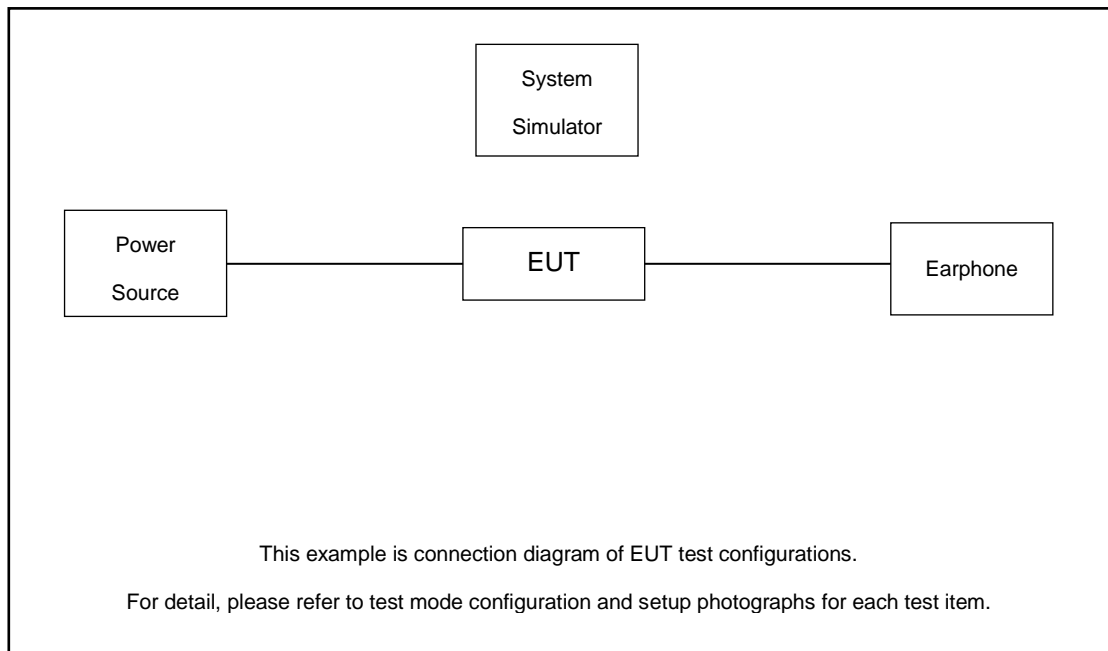 System
Simulator
Power
Source
EUT
Earphone
This example is connection diagram of EUT test configurations.
For detail, please refer to test mode configuration and setup photographs for each test item.